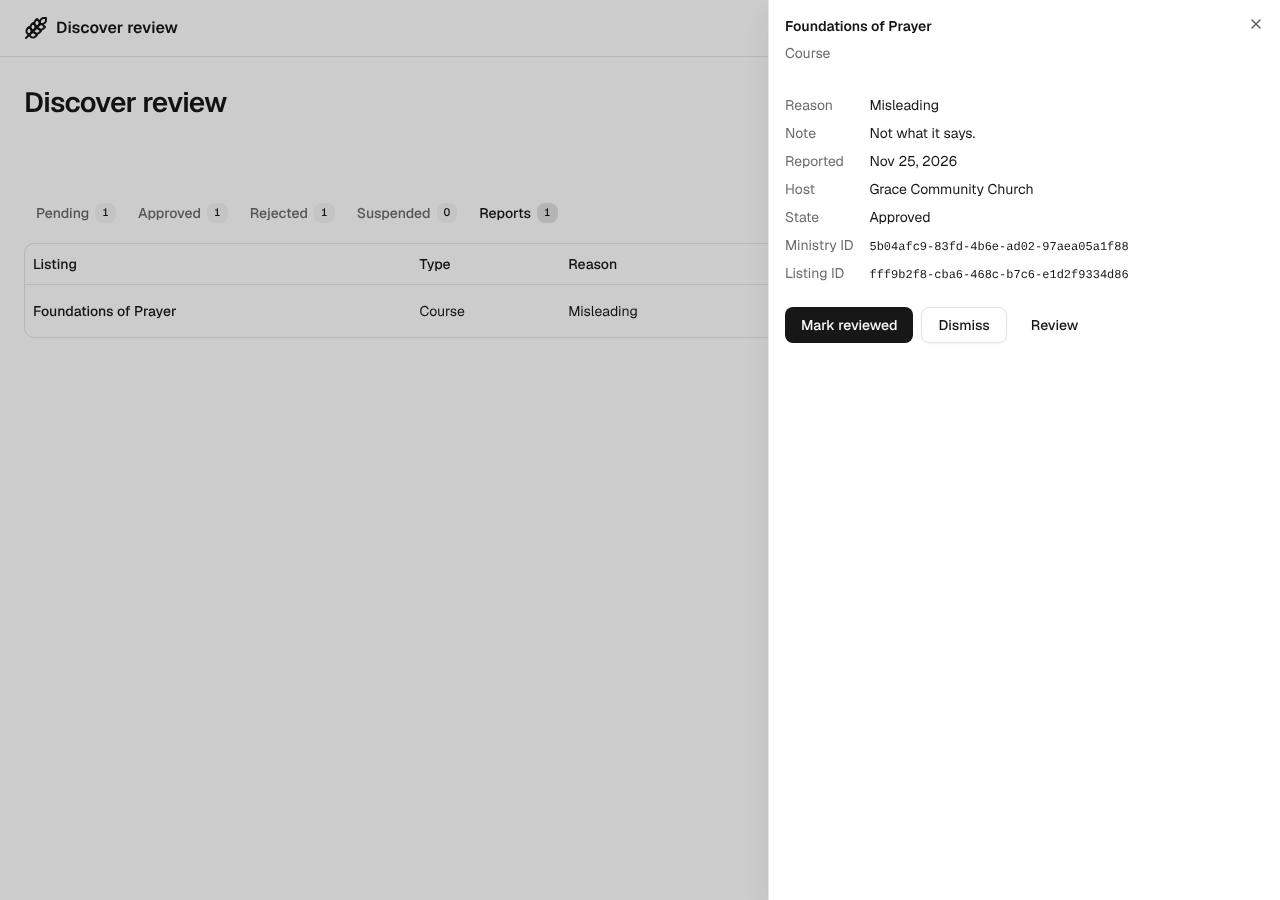 Discover review
Discover review
Pending 1 Approved 1 Rejected 1 Suspended 0 Reports 1
Listing Type Reason
Foundations of Prayer Course Misleading
Foundations of Prayer
Course
Reason Misleading
Note Not what it says.
Reported Nov 25, 2026
Host Grace Community Church
State Approved
Ministry ID 5b04afc9-83fd-4b6e-ad02-97aea05a1f88
Listing ID fff9b2f8-cba6-468c-b7c6-e1d2f9334d86
Mark reviewed Dismiss Review